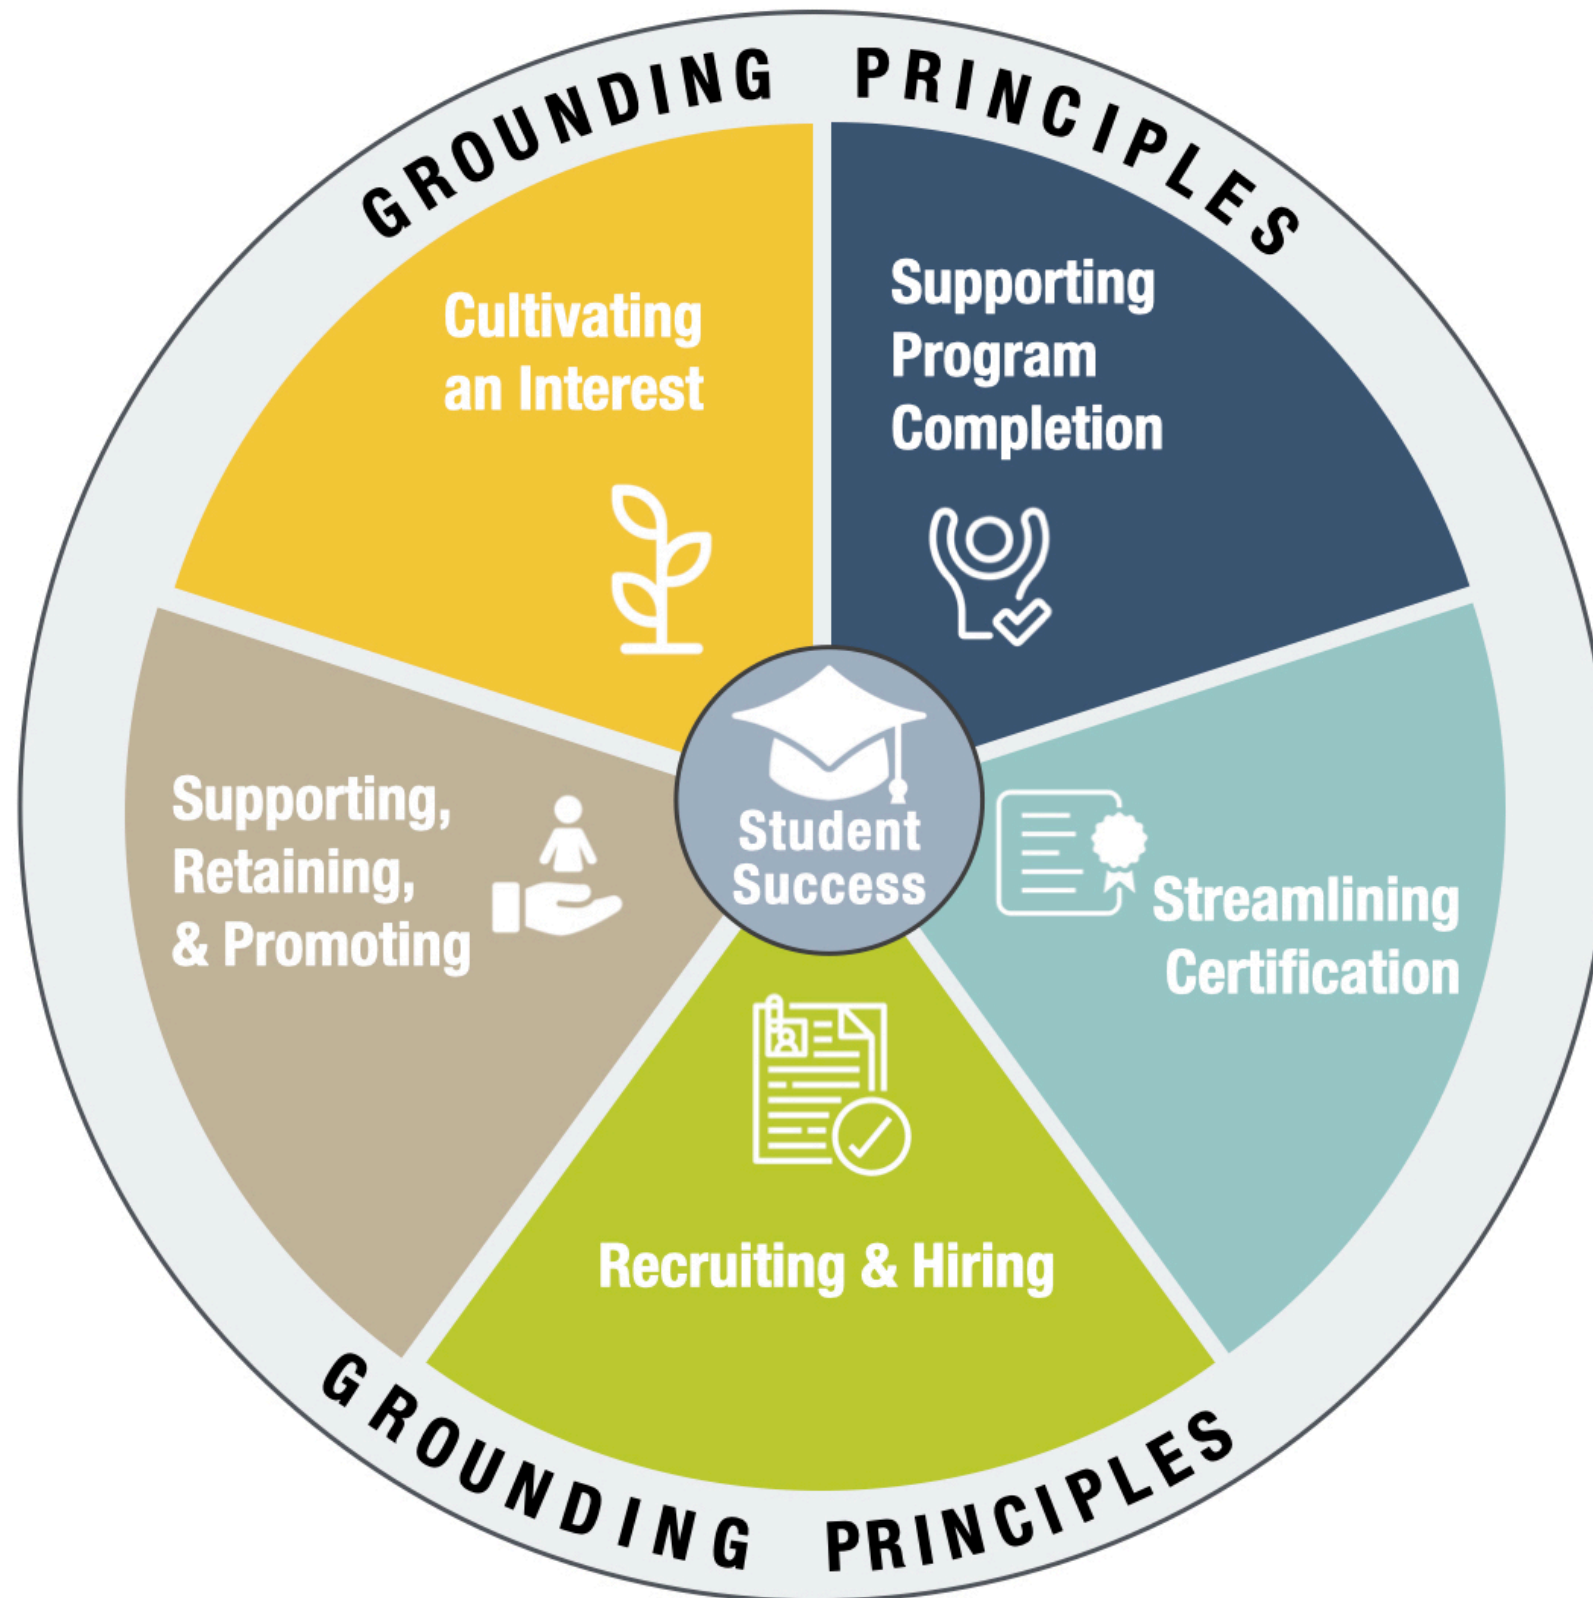 GROUNDING PRINCIPLES
Cultivating
an Interest
Supporting
Program
Completion
Supporting,
Retaining,
& Promoting
Student
Success
Streamlining
Certification
Recruiting & Hiring
GROUNDING PRINCIPLES